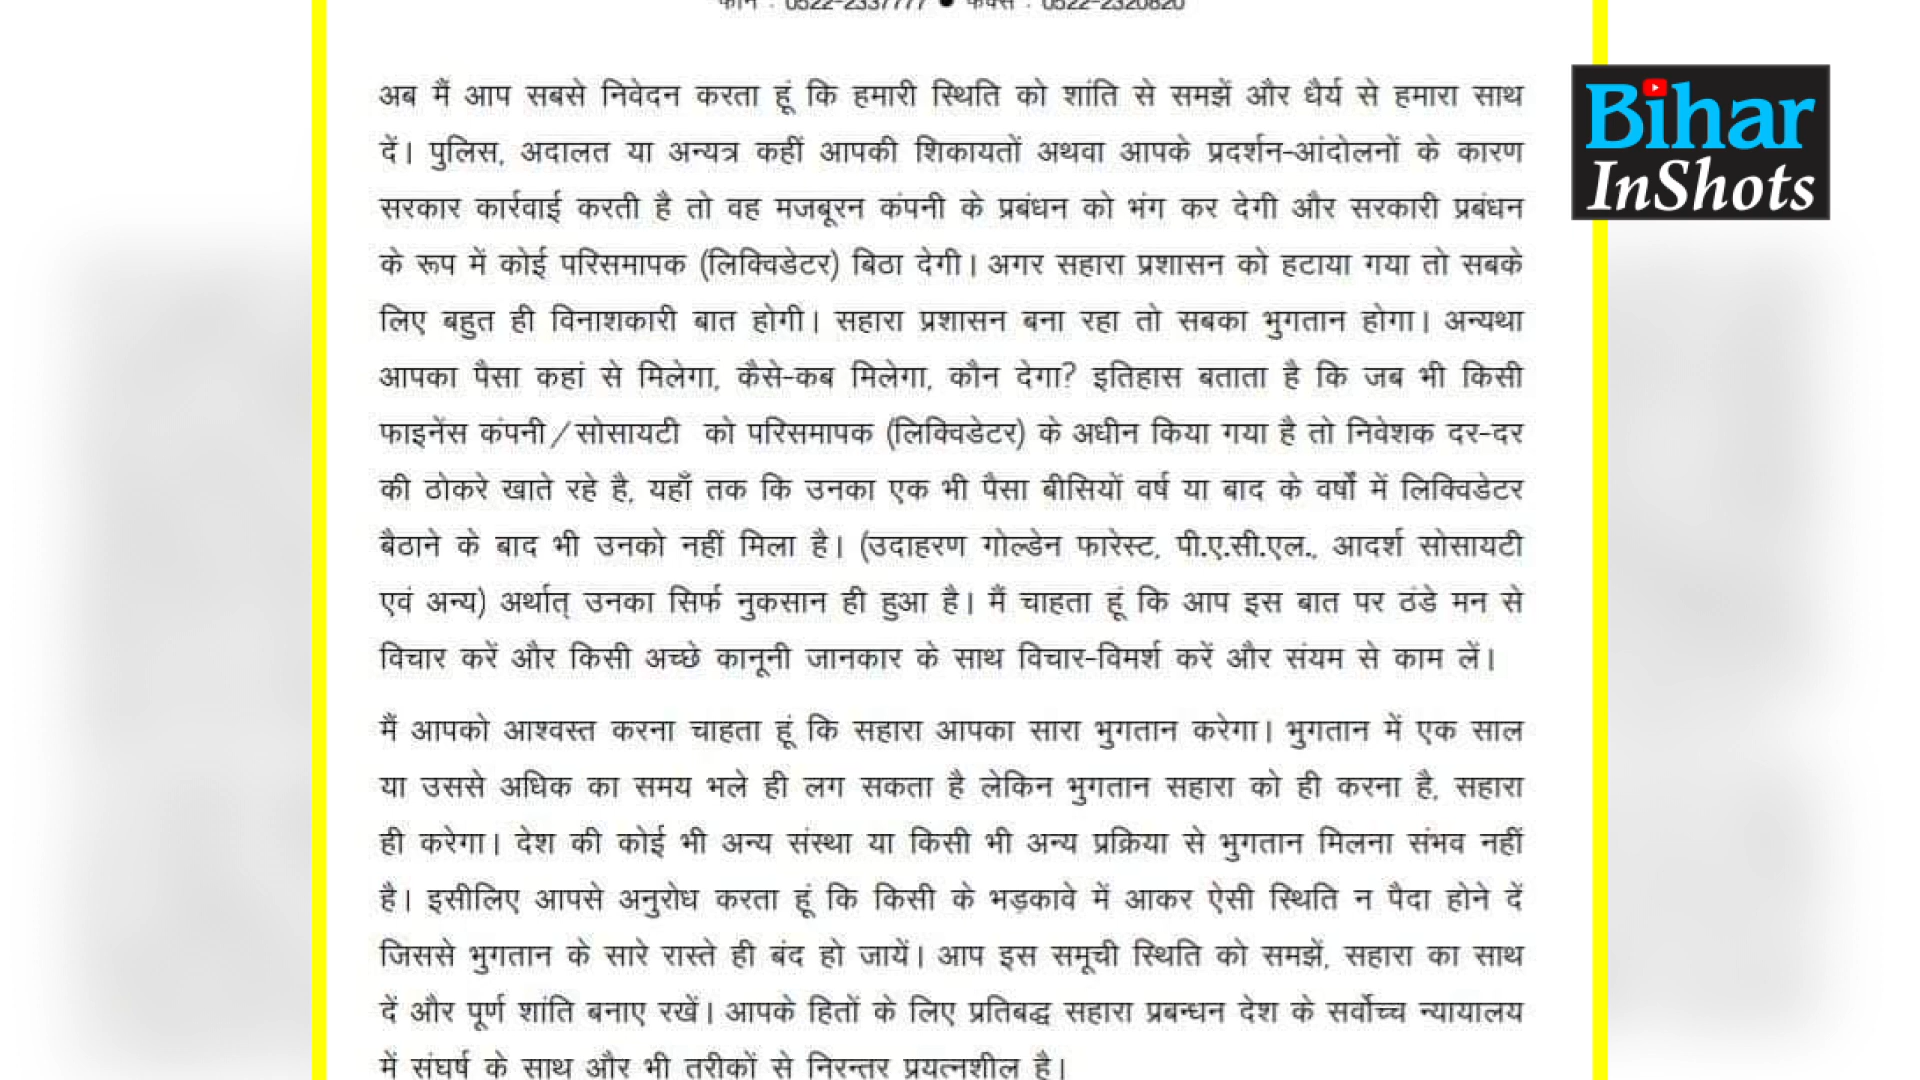 फोन : 0522-2337777 ● फैक्स : 0522-2320820
Bihar
InShots
अब मैं आप सबसे निवेदन करता हूं कि हमारी स्थिति को शांति से समझें और धैर्य से हमारा साथ
दें। पुलिस, अदालत या अन्यत्र कहीं आपकी शिकायतों अथवा आपके प्रदर्शन-आंदोलनों के कारण
सरकार कार्रवाई करती है तो वह मजबूरन कंपनी के प्रबंधन को भंग कर देगी और सरकारी प्रबंधन
के रूप में कोई परिसमापक (लिक्विडेटर) बिठा देगी। अगर सहारा प्रशासन को हटाया गया तो सबके
लिए बहुत ही विनाशकारी बात होगी। सहारा प्रशासन बना रहा तो सबका भुगतान होगा। अन्यथा
आपका पैसा कहां से मिलेगा, कैसे-कब मिलेगा, कौन देगा? इतिहास बताता है कि जब भी किसी
फाइनेंस कंपनी/सोसायटी को परिसमापक (लिक्विडेटर) के अधीन किया गया है तो निवेशक दर-दर
की ठोकरे खाते रहे है, यहाँ तक कि उनका एक भी पैसा बीसियों वर्ष या बाद के वर्षों में लिक्विडेटर
बैठाने के बाद भी उनको नहीं मिला है। (उदाहरण गोल्डेन फारेस्ट, पी.ए.सी.एल., आदर्श सोसायटी
एवं अन्य) अर्थात् उनका सिर्फ नुकसान ही हुआ है। मैं चाहता हूं कि आप इस बात पर ठंडे मन से
विचार करें और किसी अच्छे कानूनी जानकार के साथ विचार-विमर्श करें और संयम से काम लें।
मैं आपको आश्वस्त करना चाहता हूं कि सहारा आपका सारा भुगतान करेगा। भुगतान में एक साल
या उससे अधिक का समय भले ही लग सकता है लेकिन भुगतान सहारा को ही करना है, सहारा
ही करेगा। देश की कोई भी अन्य संस्था या किसी भी अन्य प्रक्रिया से भुगतान मिलना संभव नहीं
है। इसीलिए आपसे अनुरोध करता हूं कि किसी के भड़कावे में आकर ऐसी स्थिति न पैदा होने दें
जिससे भुगतान के सारे रास्ते ही बंद हो जायें। आप इस समूची स्थिति को समझें, सहारा का साथ
दें और पूर्ण शांति बनाए रखें। आपके हितों के लिए प्रतिबद्ध सहारा प्रबन्धन देश के सर्वोच्च न्यायालय
में संघर्ष के साथ और भी तरीकों से निरन्तर प्रयत्नशील है।